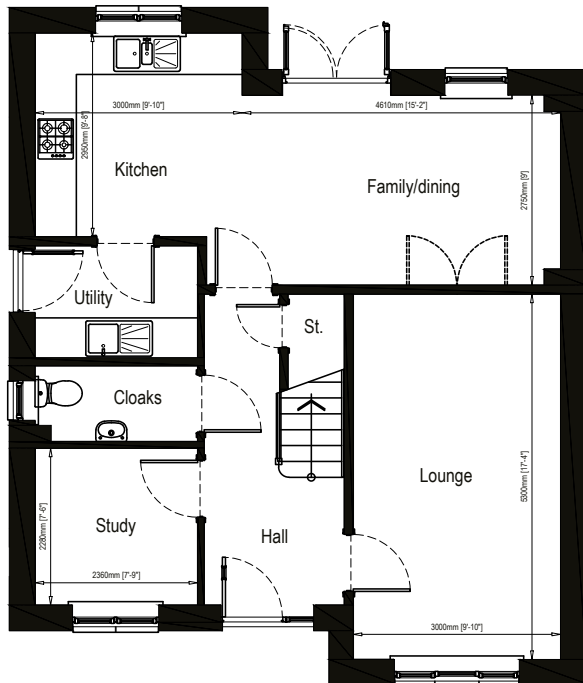 3000mm [9'-10"]
4610mm [15'-2"]
2950mm [9'-8"]
Kitchen
Family/dining
2750mm [9']
Utility
St.
Cloaks
Lounge
5300mm [17'-4"]
Study
Hall
2280mm [7'-6"]
2360mm [7'-9"]
3000mm [9'-10"]